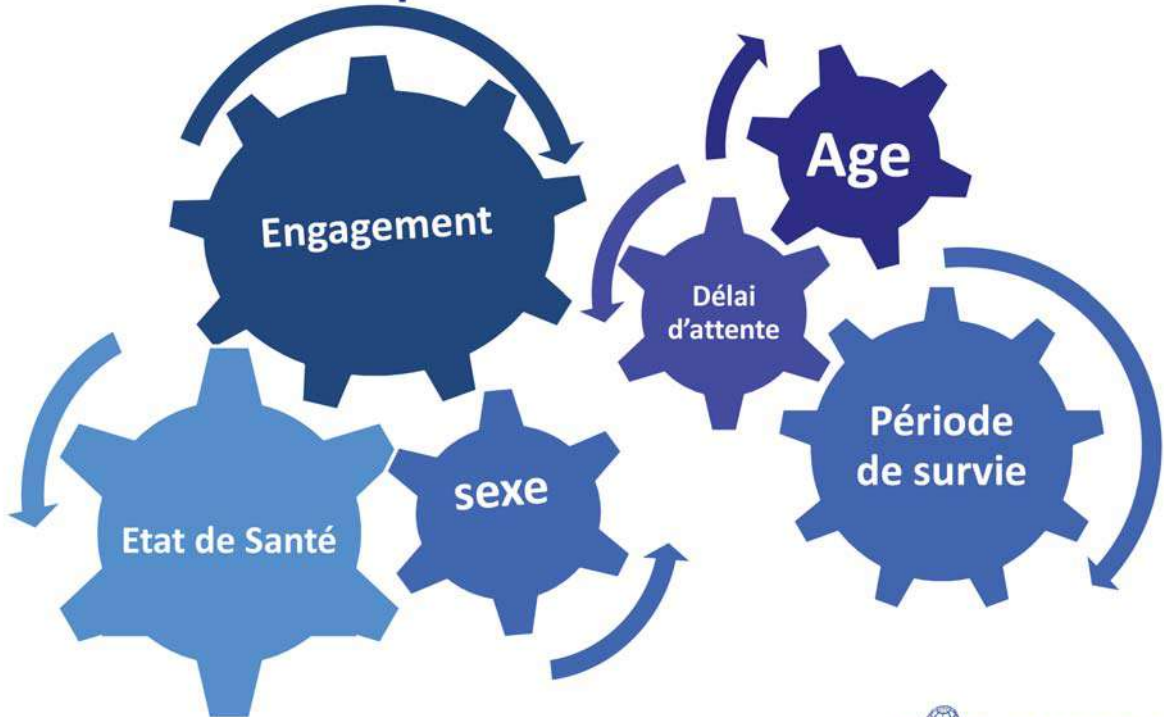 Engagement
Age
Délai
d'attente
Période
de survie
sexe
Etat de Santé